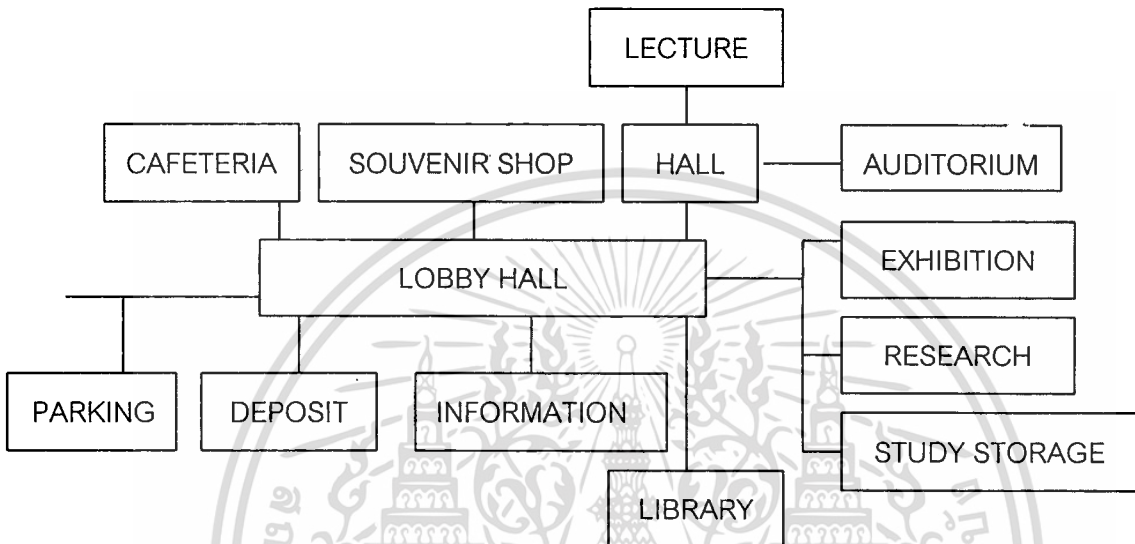 LECTURE
CAFETERIA
SOUVENIR SHOP
HALL
AUDITORIUM
LOBBY HALL
EXHIBITION
RESEARCH
PARKING
DEPOSIT
INFORMATION
STUDY STORAGE
LIBRARY